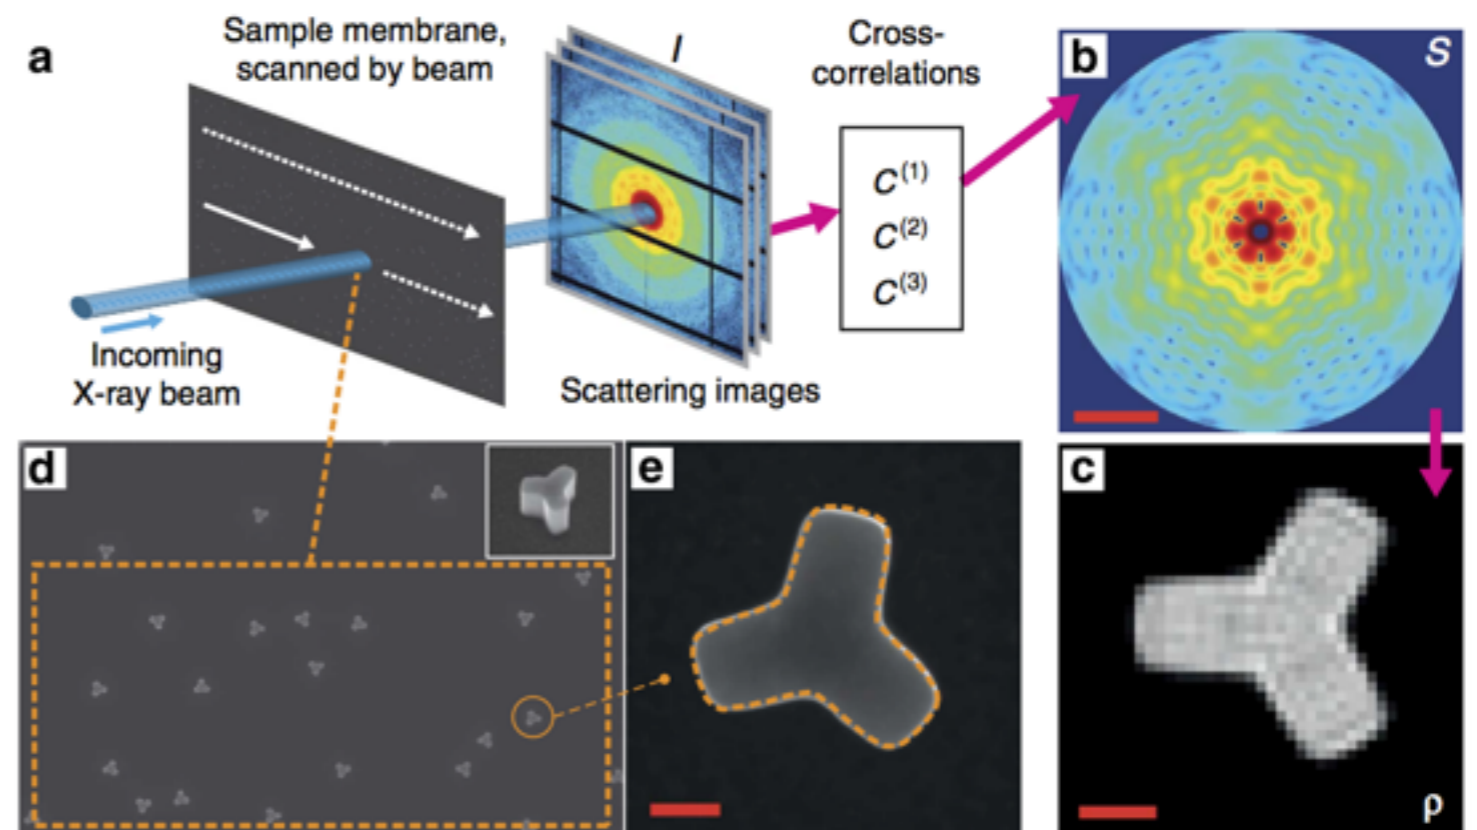 a
Sample membrane,
scanned by beam
I
Cross-
correlations
C(1)
C(2)
C(3)
Incoming
X-ray beam
Scattering images
b
S
d
e
c
ρ